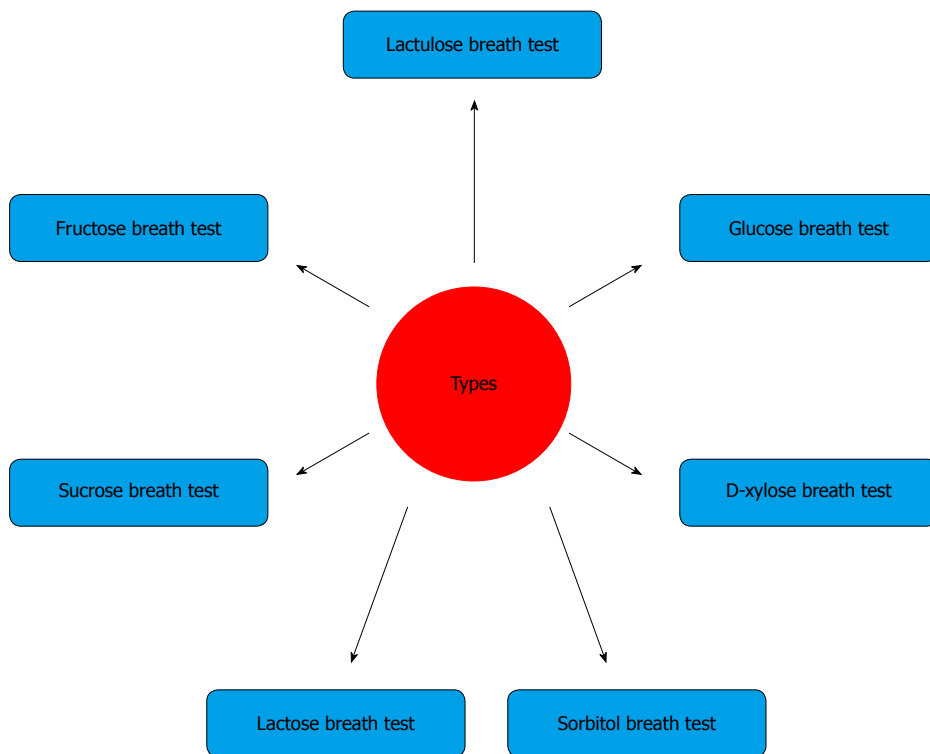 Lactulose breath test
Fructose breath test
Glucose breath test
Types
Sucrose breath test
D-xylose breath test
Lactose breath test
Sorbitol breath test